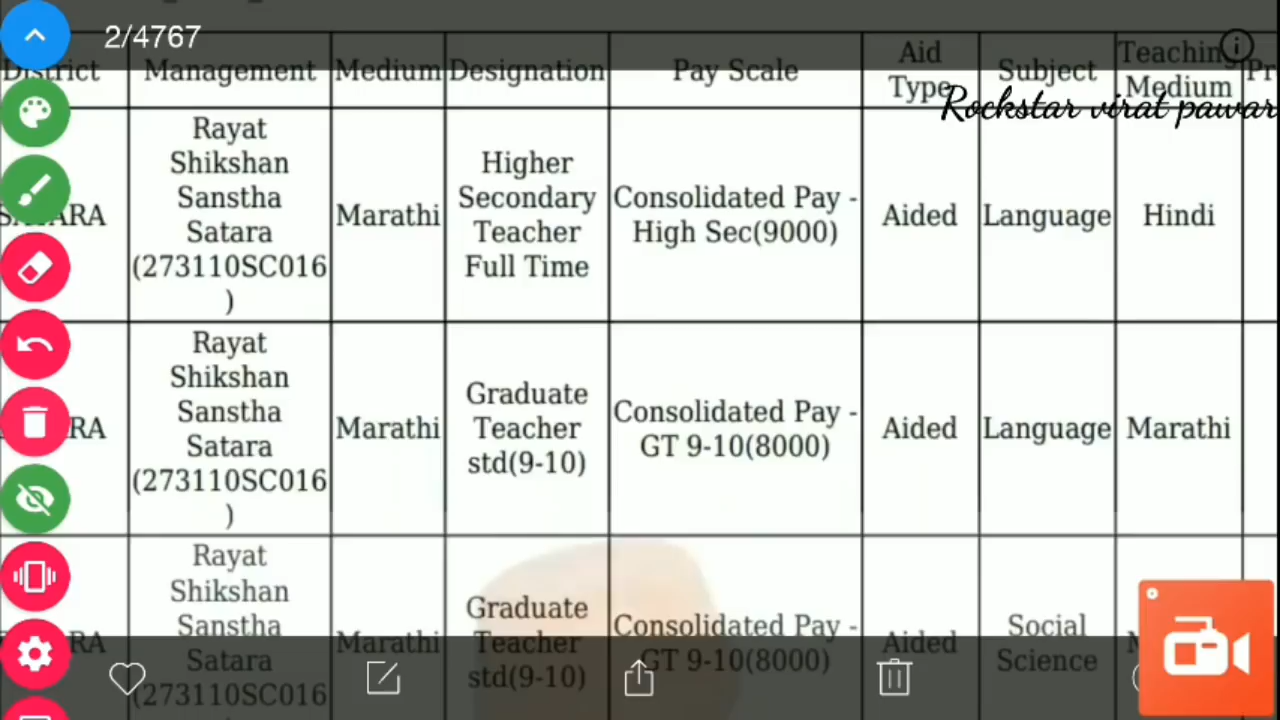 2/4767
District Management Medium Designation Pay Scale Aid Type Subject Teaching Medium
Rockstar virat pawar
SATARA
Rayat
Shikshan
Sanstha
Satara
(273110SC016
)
Marathi
Higher
Secondary
Teacher
Full Time
Consolidated Pay -
High Sec(9000)
Aided
Language
Hindi
Rayat
Shikshan
Sanstha
Satara
(273110SC016
)
Marathi
Graduate
Teacher
std(9-10)
Consolidated Pay -
GT 9-10(8000)
Aided
Language
Marathi
Rayat
Shikshan
Sanstha
Satara
(273110SC016
Marathi
Graduate
Teacher
std(9-10)
Consolidated Pay -
GT 9-10(8000)
Aided
Social
Science